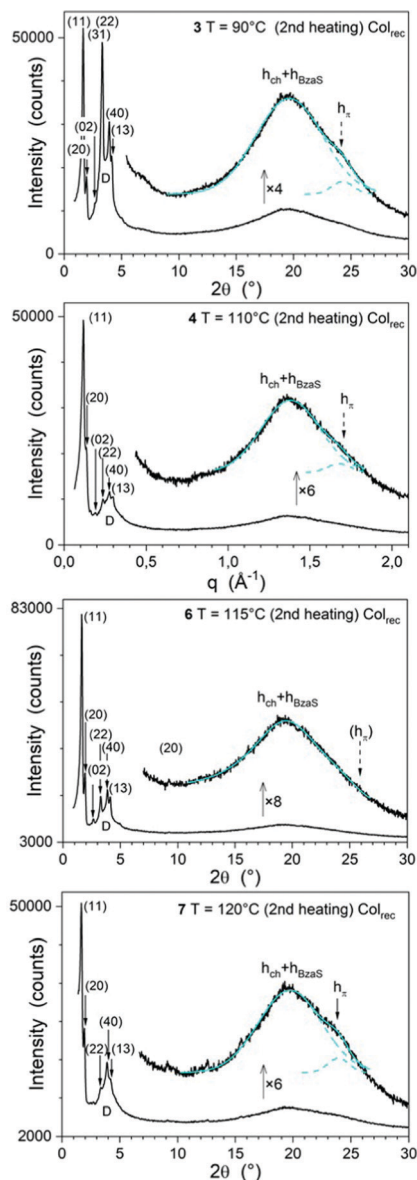 3 T = 90°C (2nd heating) Col_rec
50000
(11) (22)
(31)
(02) (40)
(20) (13)
D
h_ch+h_BzaS
h_π
×4
Intensity (counts)
0
0 5 10 15 20 25 30
2θ (°)
4 T = 110°C (2nd heating) Col_rec
50000
(11)
(20)
(02)
(22)
(40)
(13)
D
h_ch+h_BzaS
h_π
×6
Intensity (counts)
0
0,0 0,5 1,0 1,5 2,0
q (Å⁻¹)
6 T = 115°C (2nd heating) Col_rec
83000
(11)
(20)
(22)
(40)
(02)
(13)
D
(20)
h_ch+h_BzaS
(h_π)
×8
Intensity (counts)
3000
0 5 10 15 20 25 30
2θ (°)
7 T = 120°C (2nd heating) Col_rec
50000
(11)
(20)
(40)
(22) (13)
D
h_ch+h_BzaS
h_π
×6
Intensity (counts)
2000
0 5 10 15 20 25 30
2θ (°)